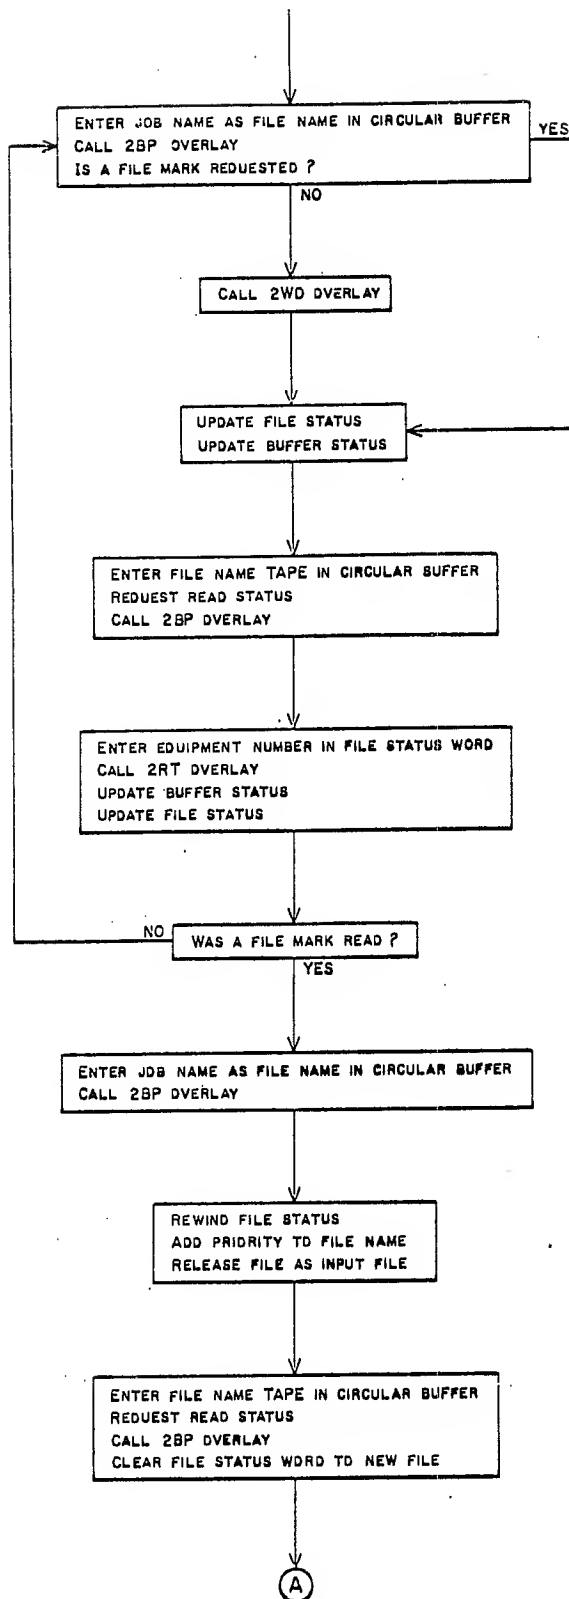 ENTER JOB NAME AS FILE NAME IN CIRCULAR BUFFER
CALL 2BP OVERLAY
IS A FILE MARK REQUESTED ?
YES
NO
CALL 2WD OVERLAY
UPDATE FILE STATUS
UPDATE BUFFER STATUS
ENTER FILE NAME TAPE IN CIRCULAR BUFFER
REQUEST READ STATUS
CALL 2BP OVERLAY
ENTER EQUIPMENT NUMBER IN FILE STATUS WORD
CALL 2RT OVERLAY
UPDATE BUFFER STATUS
UPDATE FILE STATUS
NO
WAS A FILE MARK READ ?
YES
ENTER JOB NAME AS FILE NAME IN CIRCULAR BUFFER
CALL 2BP OVERLAY
REWIND FILE STATUS
ADD PRIORITY TO FILE NAME
RELEASE FILE AS INPUT FILE
ENTER FILE NAME TAPE IN CIRCULAR BUFFER
REQUEST READ STATUS
CALL 2BP OVERLAY
CLEAR FILE STATUS WORD TO NEW FILE
A